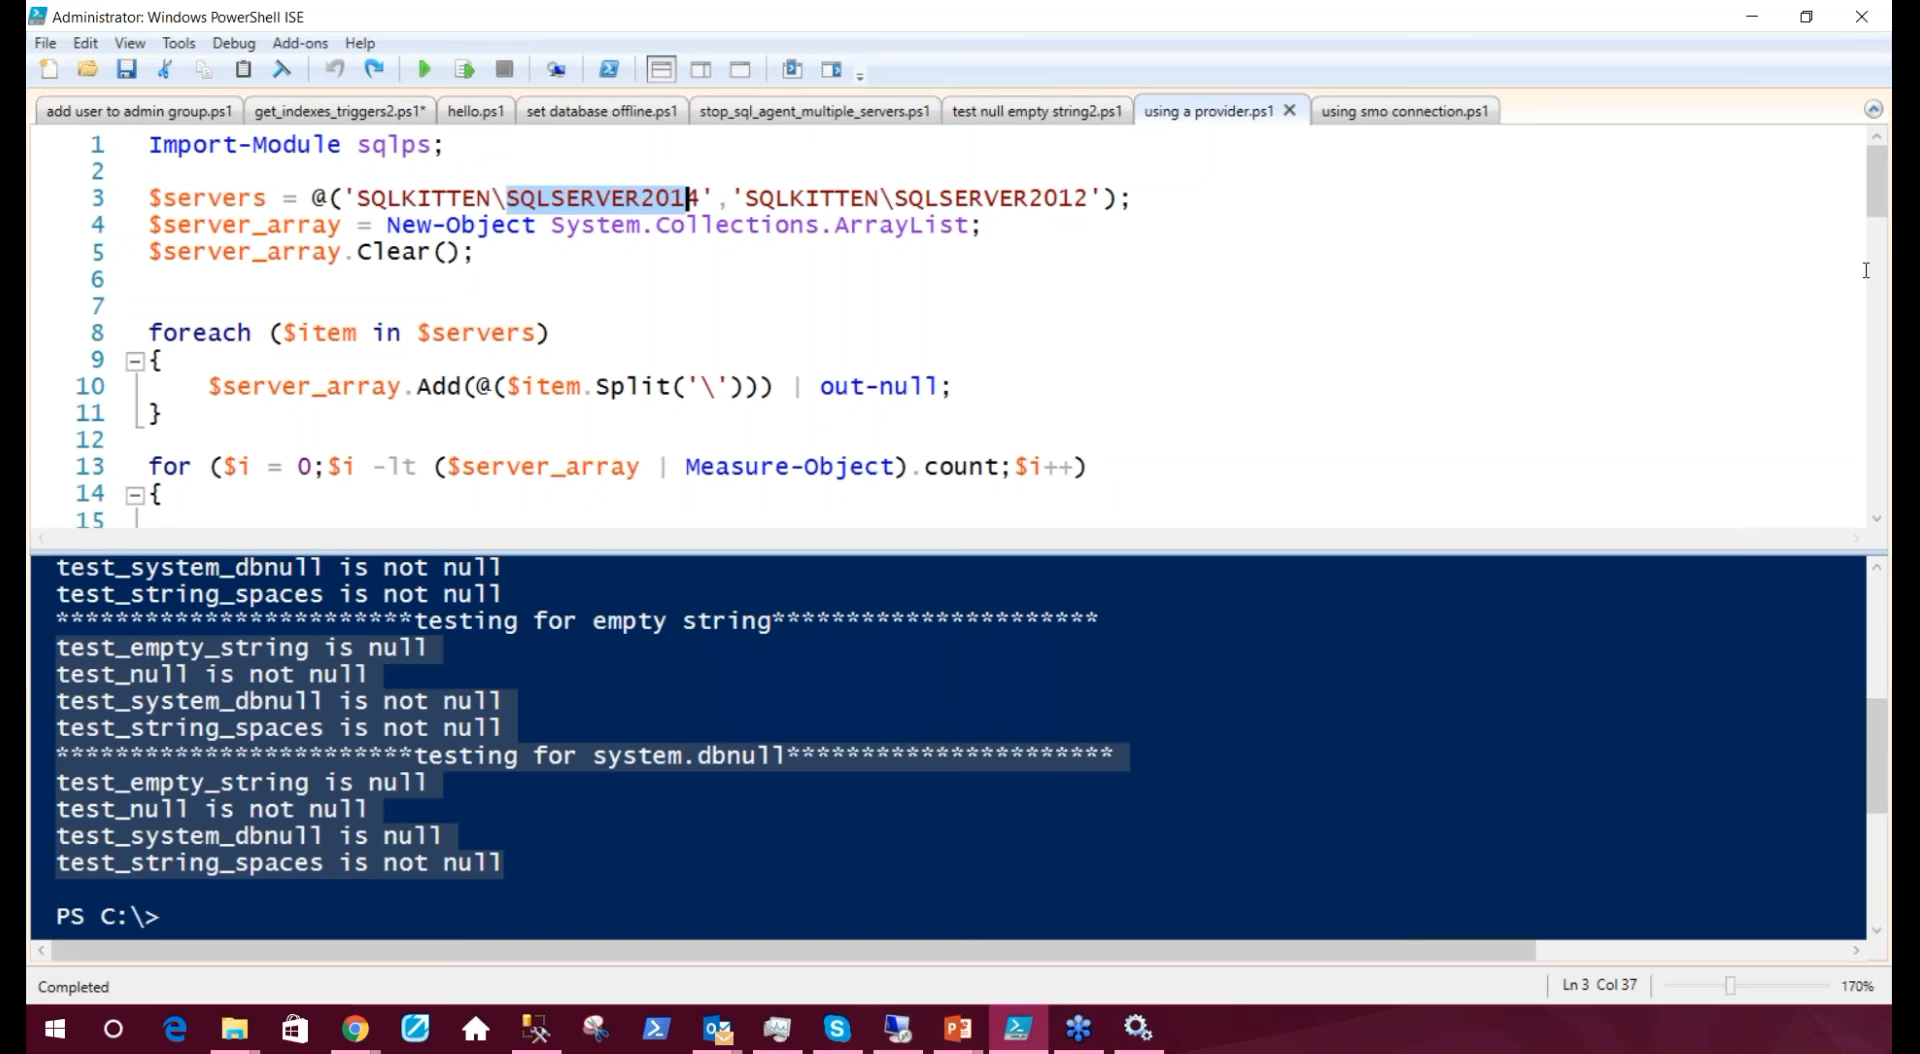 Administrator: Windows PowerShell ISE
File Edit View Tools Debug Add-ons Help
add user to admin group.ps1 get_indexes_triggers2.ps1* hello.ps1 set database offline.ps1 stop_sql_agent_multiple_servers.ps1 test null empty string2.ps1 using a provider.ps1 using smo connection.ps1
1 Import-Module sqlps;
2
3 $servers = @('SQLKITTEN\SQLSERVER2014','SQLKITTEN\SQLSERVER2012');
4 $server_array = New-Object System.Collections.ArrayList;
5 $server_array.Clear();
6
7
8 foreach ($item in $servers)
9 {
10 $server_array.Add(@($item.Split('\'))) | out-null;
11 }
12
13 for ($i = 0;$i -lt ($server_array | Measure-Object).count;$i++)
14 {
15
test_system_dbnull is not null
test_string_spaces is not null
************************testing for empty string**********************
test_empty_string is null
test_null is not null
test_system_dbnull is not null
test_string_spaces is not null
************************testing for system.dbnull**********************
test_empty_string is null
test_null is not null
test_system_dbnull is null
test_string_spaces is not null
PS C:\>
Completed Ln 3 Col 37 170%